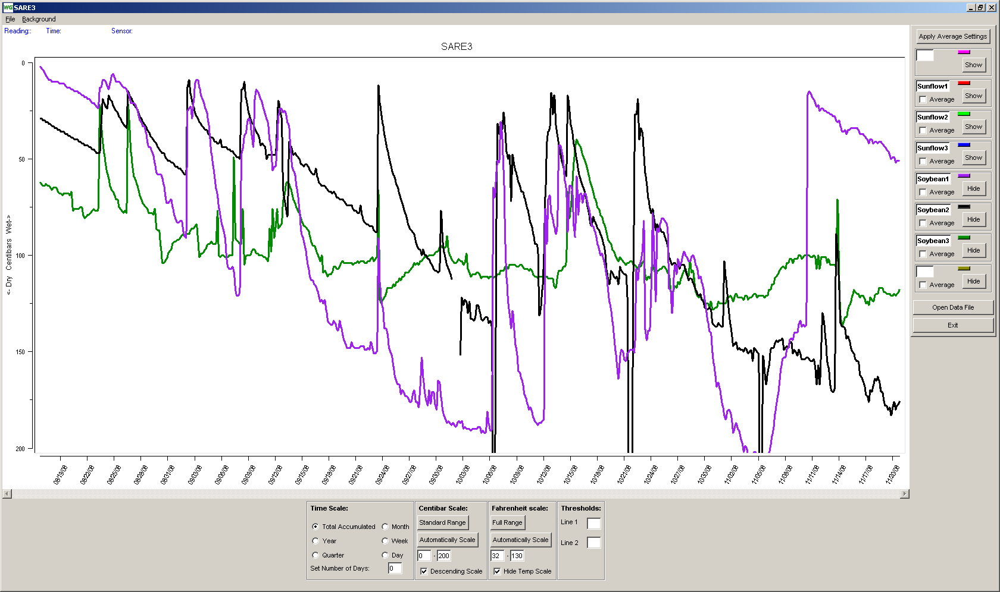 WG SARE3
File Background
Reading:: Time: Sensor:
SARE3
Apply Average Settings
Show
Sunflow1
Average Show
Sunflow2
Average Show
Sunflow3
Average Show
Soybean1
Average Hide
Soybean2
Average Hide
Soybean3
Average Hide
Average Hide
Open Data File
Exit
<- Dry Centibars Wet->
0
50
100
150
200
08/19/08 08/22/08 08/25/08 08/28/08 08/31/08 09/03/08 09/06/08 09/09/08 09/12/08 09/15/08 09/18/08 09/21/08 09/24/08 09/27/08 09/30/08 10/03/08 10/06/08 10/09/08 10/12/08 10/15/08 10/18/08 10/21/08 10/24/08 10/27/08 10/30/08 11/02/08 11/05/08 11/08/08 11/11/08 11/14/08 11/17/08 11/20/08
Time Scale:
Total Accumulated Month
Year Week
Quarter Day
Set Number of Days: 0
Centibar Scale:
Standard Range
Automatically Scale
0 - 200
Descending Scale
Fahrenheit scale:
Full Range
Automatically Scale
32 - 130
Hide Temp Scale
Thresholds:
Line 1
Line 2